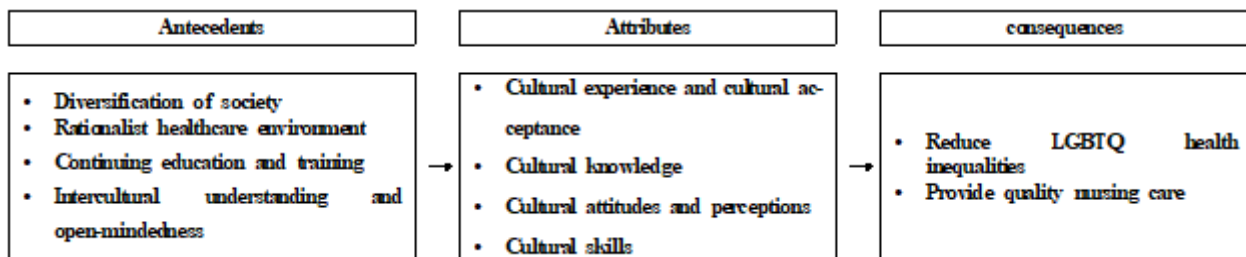 Antecedents
Attributes
consequences
• Diversification of society
• Rationalist healthcare environment
• Continuing education and training
• Intercultural understanding and
open-mindedness
• Cultural experience and cultural ac-
ceptance
• Cultural knowledge
• Cultural attitudes and perceptions
• Cultural skills
• Reduce LGBTQ health
inequalities
• Provide quality nursing care